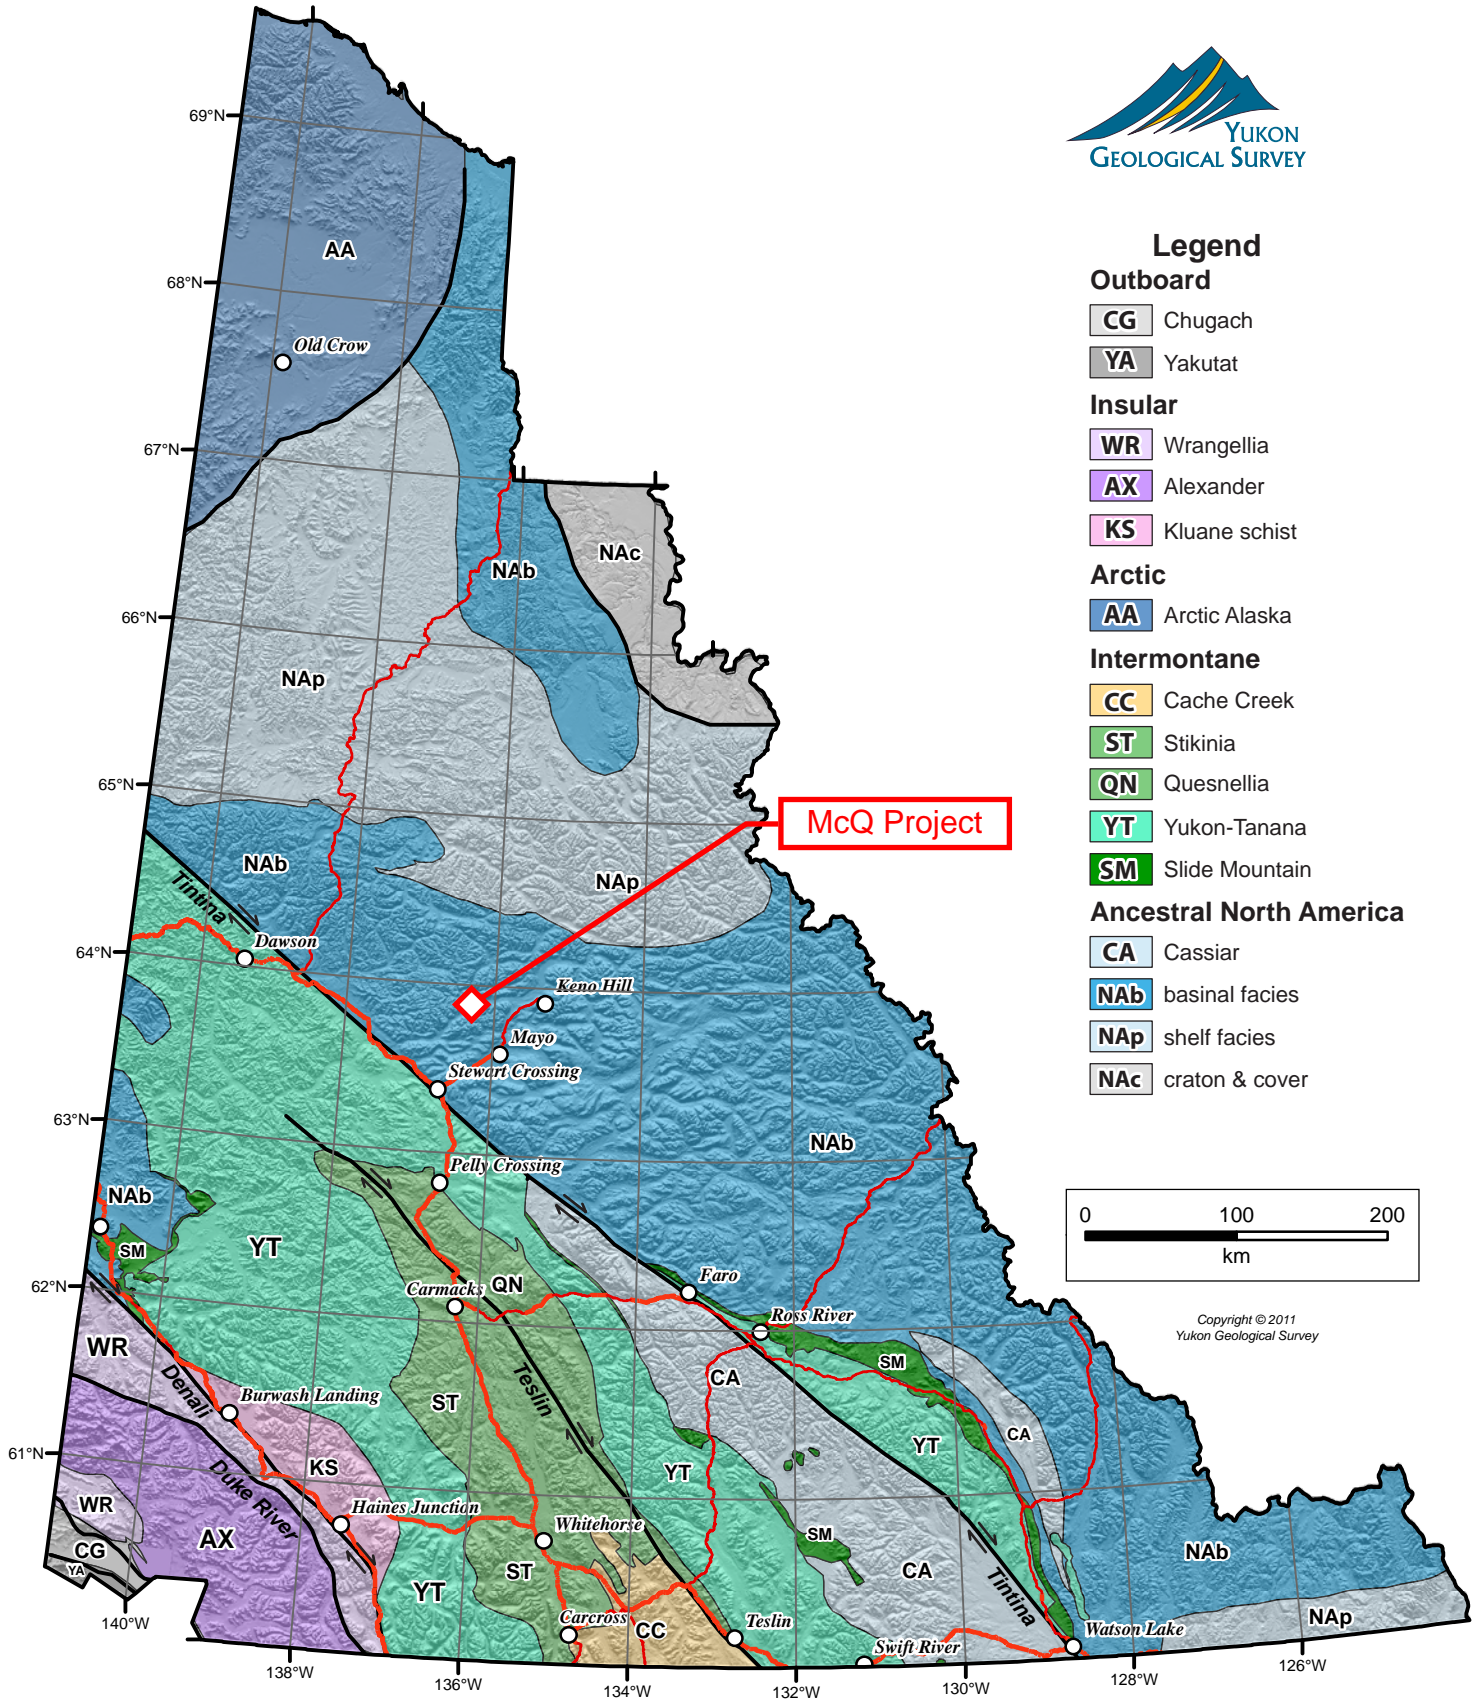 YUKON
GEOLOGICAL SURVEY
Legend
Outboard
CG Chugach
YA Yakutat
Insular
WR Wrangellia
AX Alexander
KS Kluane schist
Arctic
AA Arctic Alaska
Intermontane
CC Cache Creek
ST Stikinia
QN Quesnellia
YT Yukon-Tanana
SM Slide Mountain
Ancestral North America
CA Cassiar
NAb basinal facies
NAp shelf facies
NAc craton & cover
0 100 200
km
Copyright © 2011
Yukon Geological Survey
69°N
AA
68°N
Old Crow
67°N
NAc
NAb
66°N
NAp
65°N
McQ Project
NAb
NAp
Tintina
Dawson
64°N
Keno Hill
Mayo
Stewart Crossing
63°N
NAb
Pelly Crossing
NAb
YT
SM
62°N
Faro
QN
Carmacks
Ross River
WR
SM
CA
Denali
Burwash Landing
Teslin
ST
CA
YT
61°N
KS
YT
Duke River
WR
Haines Junction
Whitehorse
SM
AX
CG
NAb
YA
ST
CA
YT
Tintina
140°W
Carcross
CC
Teslin
NAp
Watson Lake
Swift River
138°W
136°W
134°W
132°W
130°W
128°W
126°W